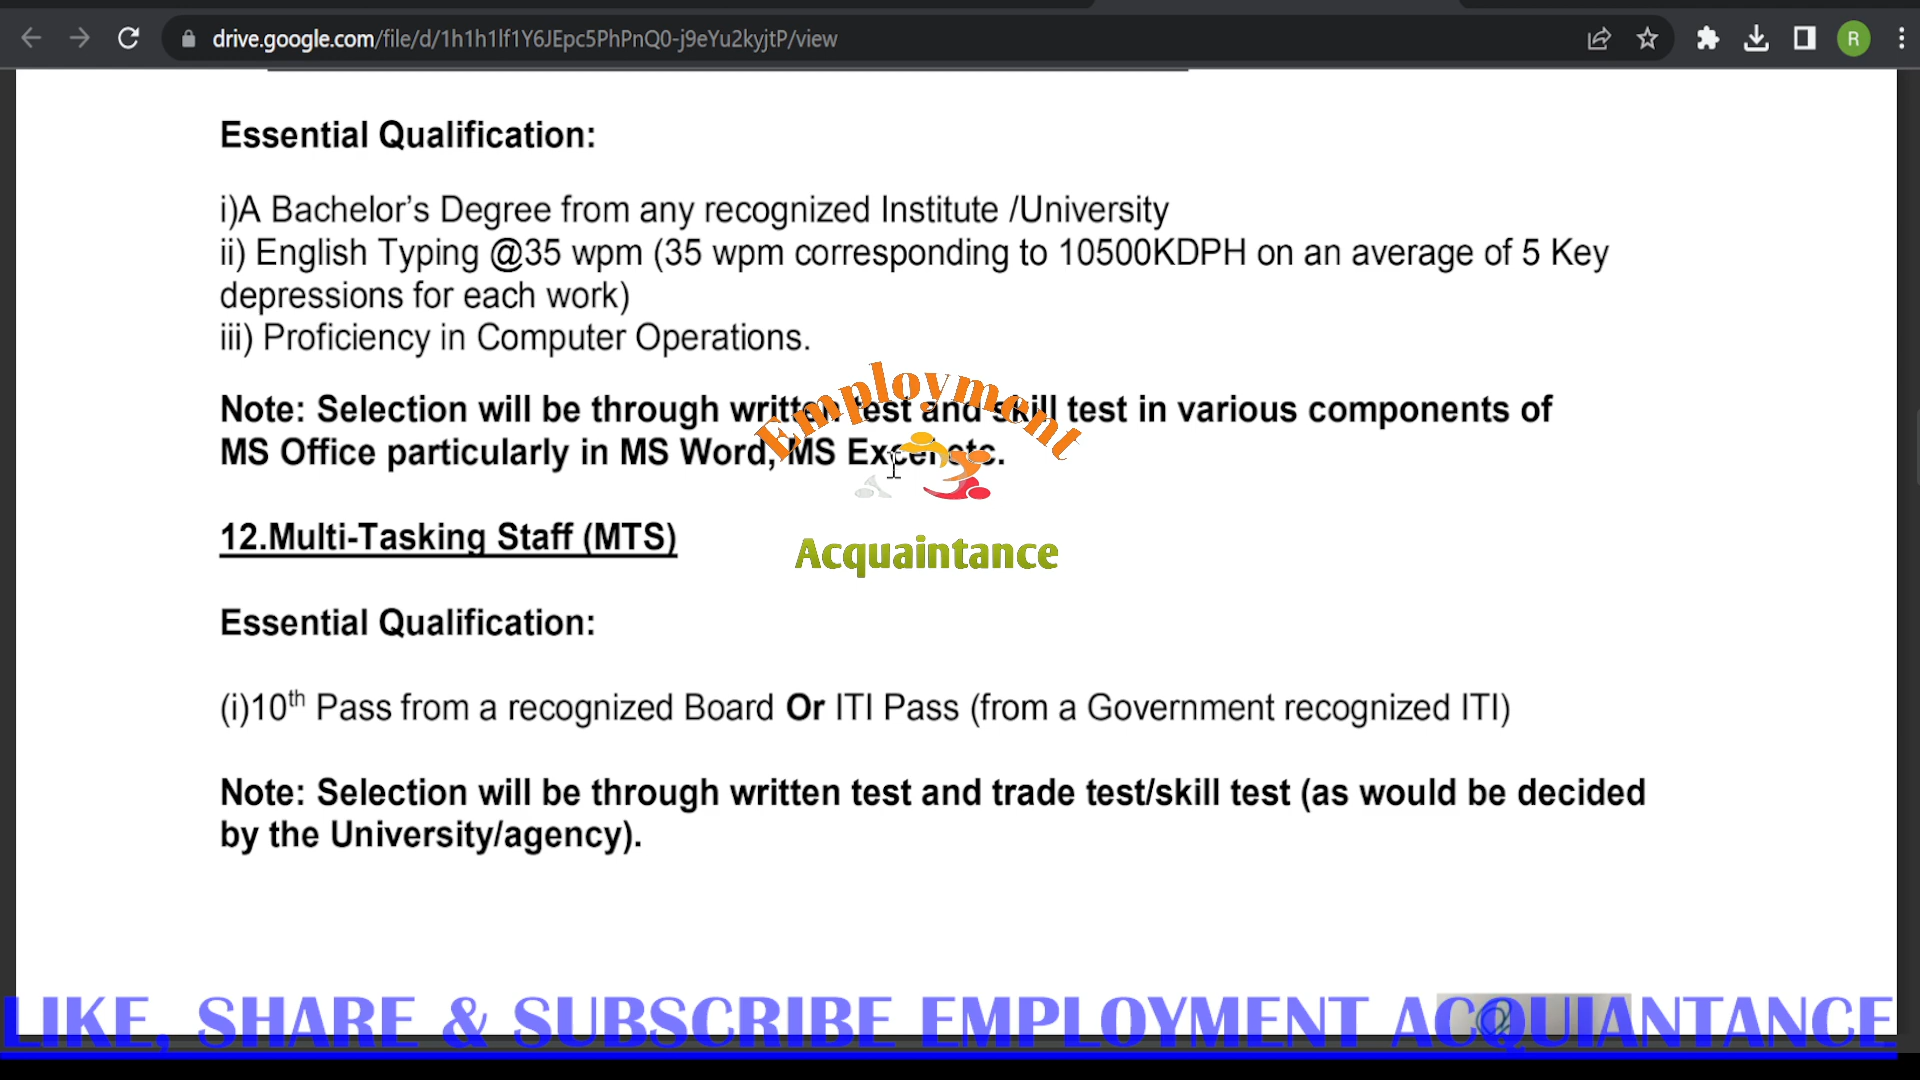 drive.google.com/file/d/1h1h1lf1Y6JEpc5PhPnQ0-j9eYu2kyjtP/view
R
Essential Qualification:
i)A Bachelor’s Degree from any recognized Institute /University
ii) English Typing @35 wpm (35 wpm corresponding to 10500KDPH on an average of 5 Key
depressions for each work)
iii) Proficiency in Computer Operations.
Note: Selection will be through written test and skill test in various components of
MS Office particularly in MS Word, MS Excel etc.
Employment
Acquaintance
12.Multi-Tasking Staff (MTS)
Essential Qualification:
(i)10th Pass from a recognized Board Or ITI Pass (from a Government recognized ITI)
Note: Selection will be through written test and trade test/skill test (as would be decided
by the University/agency).
LIKE, SHARE & SUBSCRIBE EMPLOYMENT ACQUIANTANCE